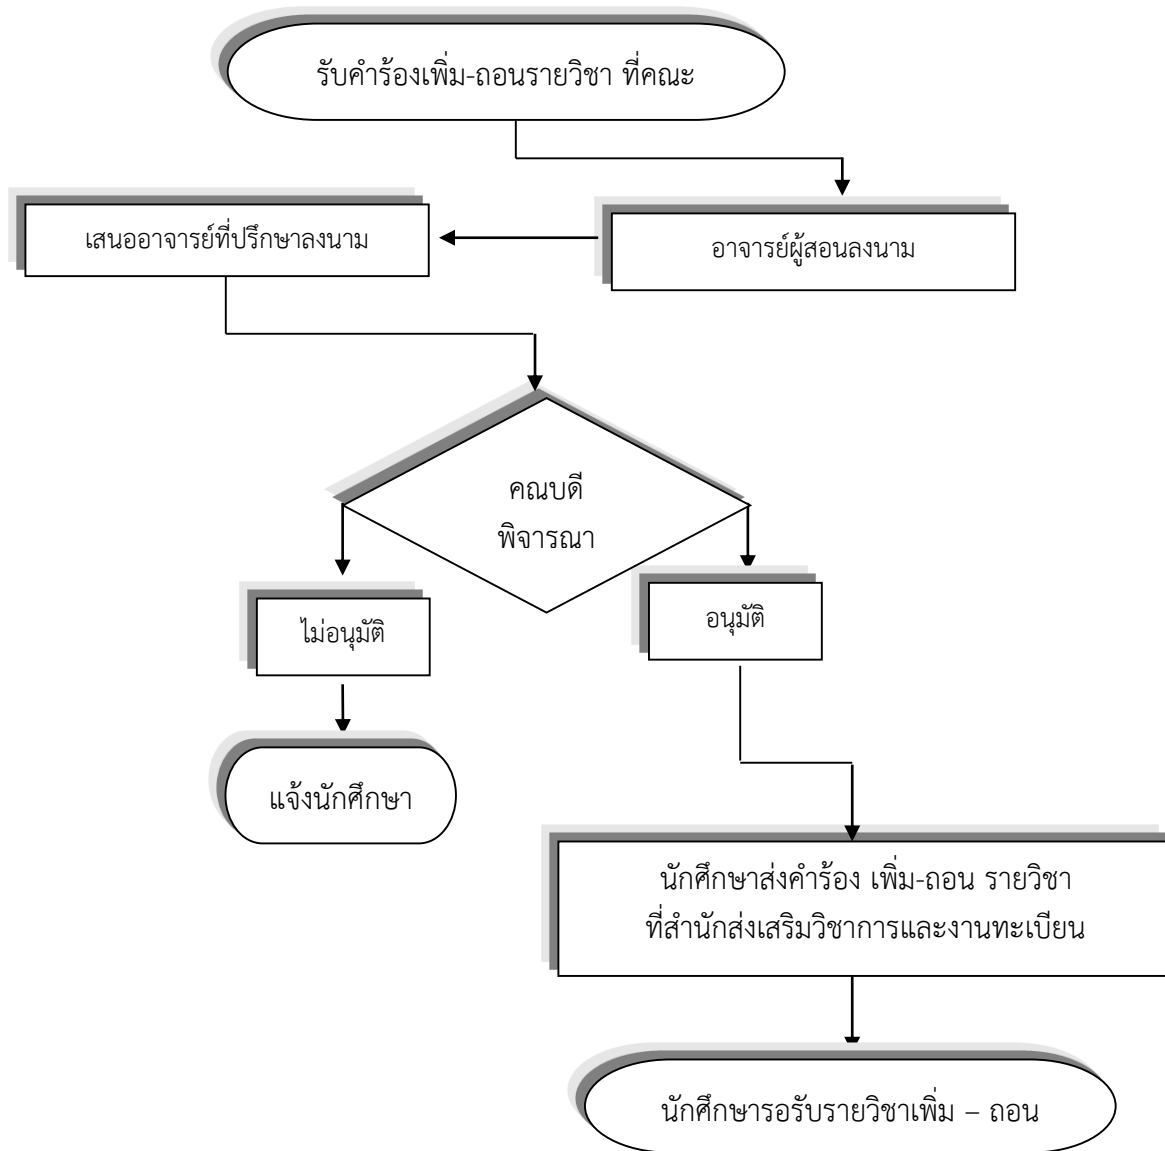 รับคำร้องเพิ่ม-ถอนรายวิชา ที่คณะ
เสนออาจารย์ที่ปรึกษาลงนาม
อาจารย์ผู้สอนลงนาม
คณบดี
พิจารณา
ไม่อนุมัติ
อนุมัติ
แจ้งนักศึกษา
นักศึกษาส่งคำร้อง เพิ่ม-ถอน รายวิชา
ที่สำนักส่งเสริมวิชาการและงานทะเบียน
นักศึกษารอรับรายวิชาเพิ่ม – ถอน